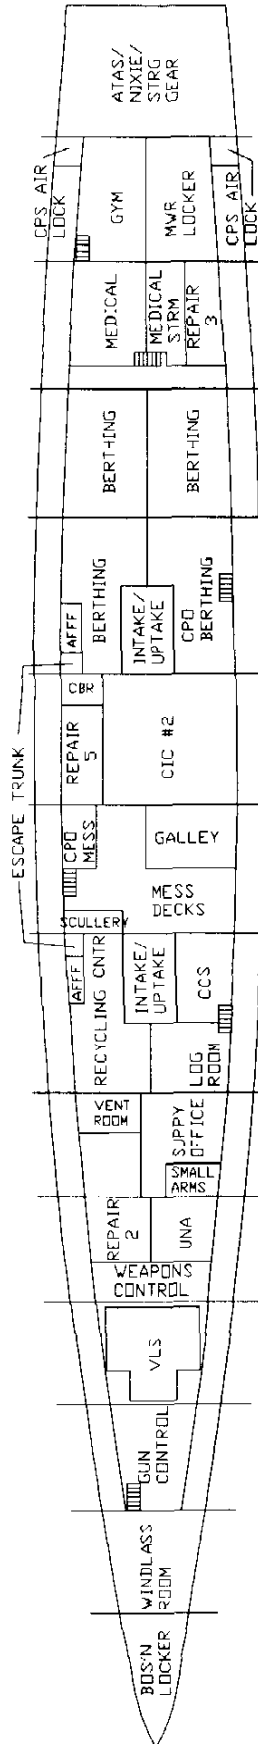 ATAS/
NIXIE/
STRG
GEAR
CPS AIR
LOCK
GYM
MWR
LOCKER
CPS AIR
LOCK
MEDICAL
MEDICAL
STRM
REPAIR
3
BERTHING
BERTHING
AFFF
BERTHING
INTAKE/
UPTAKE
CPO
BERTHING
ESCAPE TRUNK
CBR
REPAIR
5
CIC #2
CPO
MESS
GALLEY
MESS
DECKS
SCULLERY
AFFF
RECYCLING CNTR
INTAKE/
UPTAKE
CCS
LOG
ROOM
VENT
ROOM
SUPPY
OFFICE
SMALL
ARMS
REPAIR
2
UNA
WEAPONS
CONTROL
VLS
GUN
CONTROL
WINDLASS
ROOM
BOS'N
LOCKER